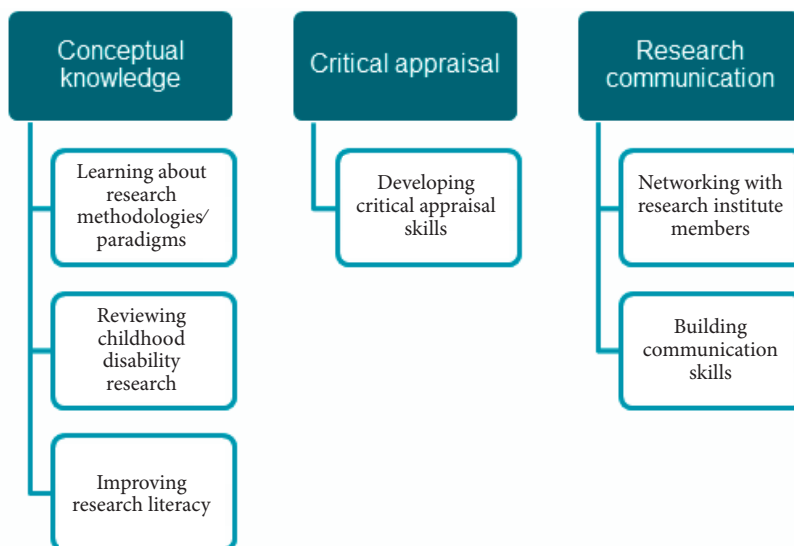 Conceptual
knowledge
Learning about
research
methodologies/
paradigms
Reviewing
childhood
disability
research
Improving
research literacy
Critical appraisal
Developing
critical appraisal
skills
Research
communication
Networking with
research institute
members
Building
communication
skills